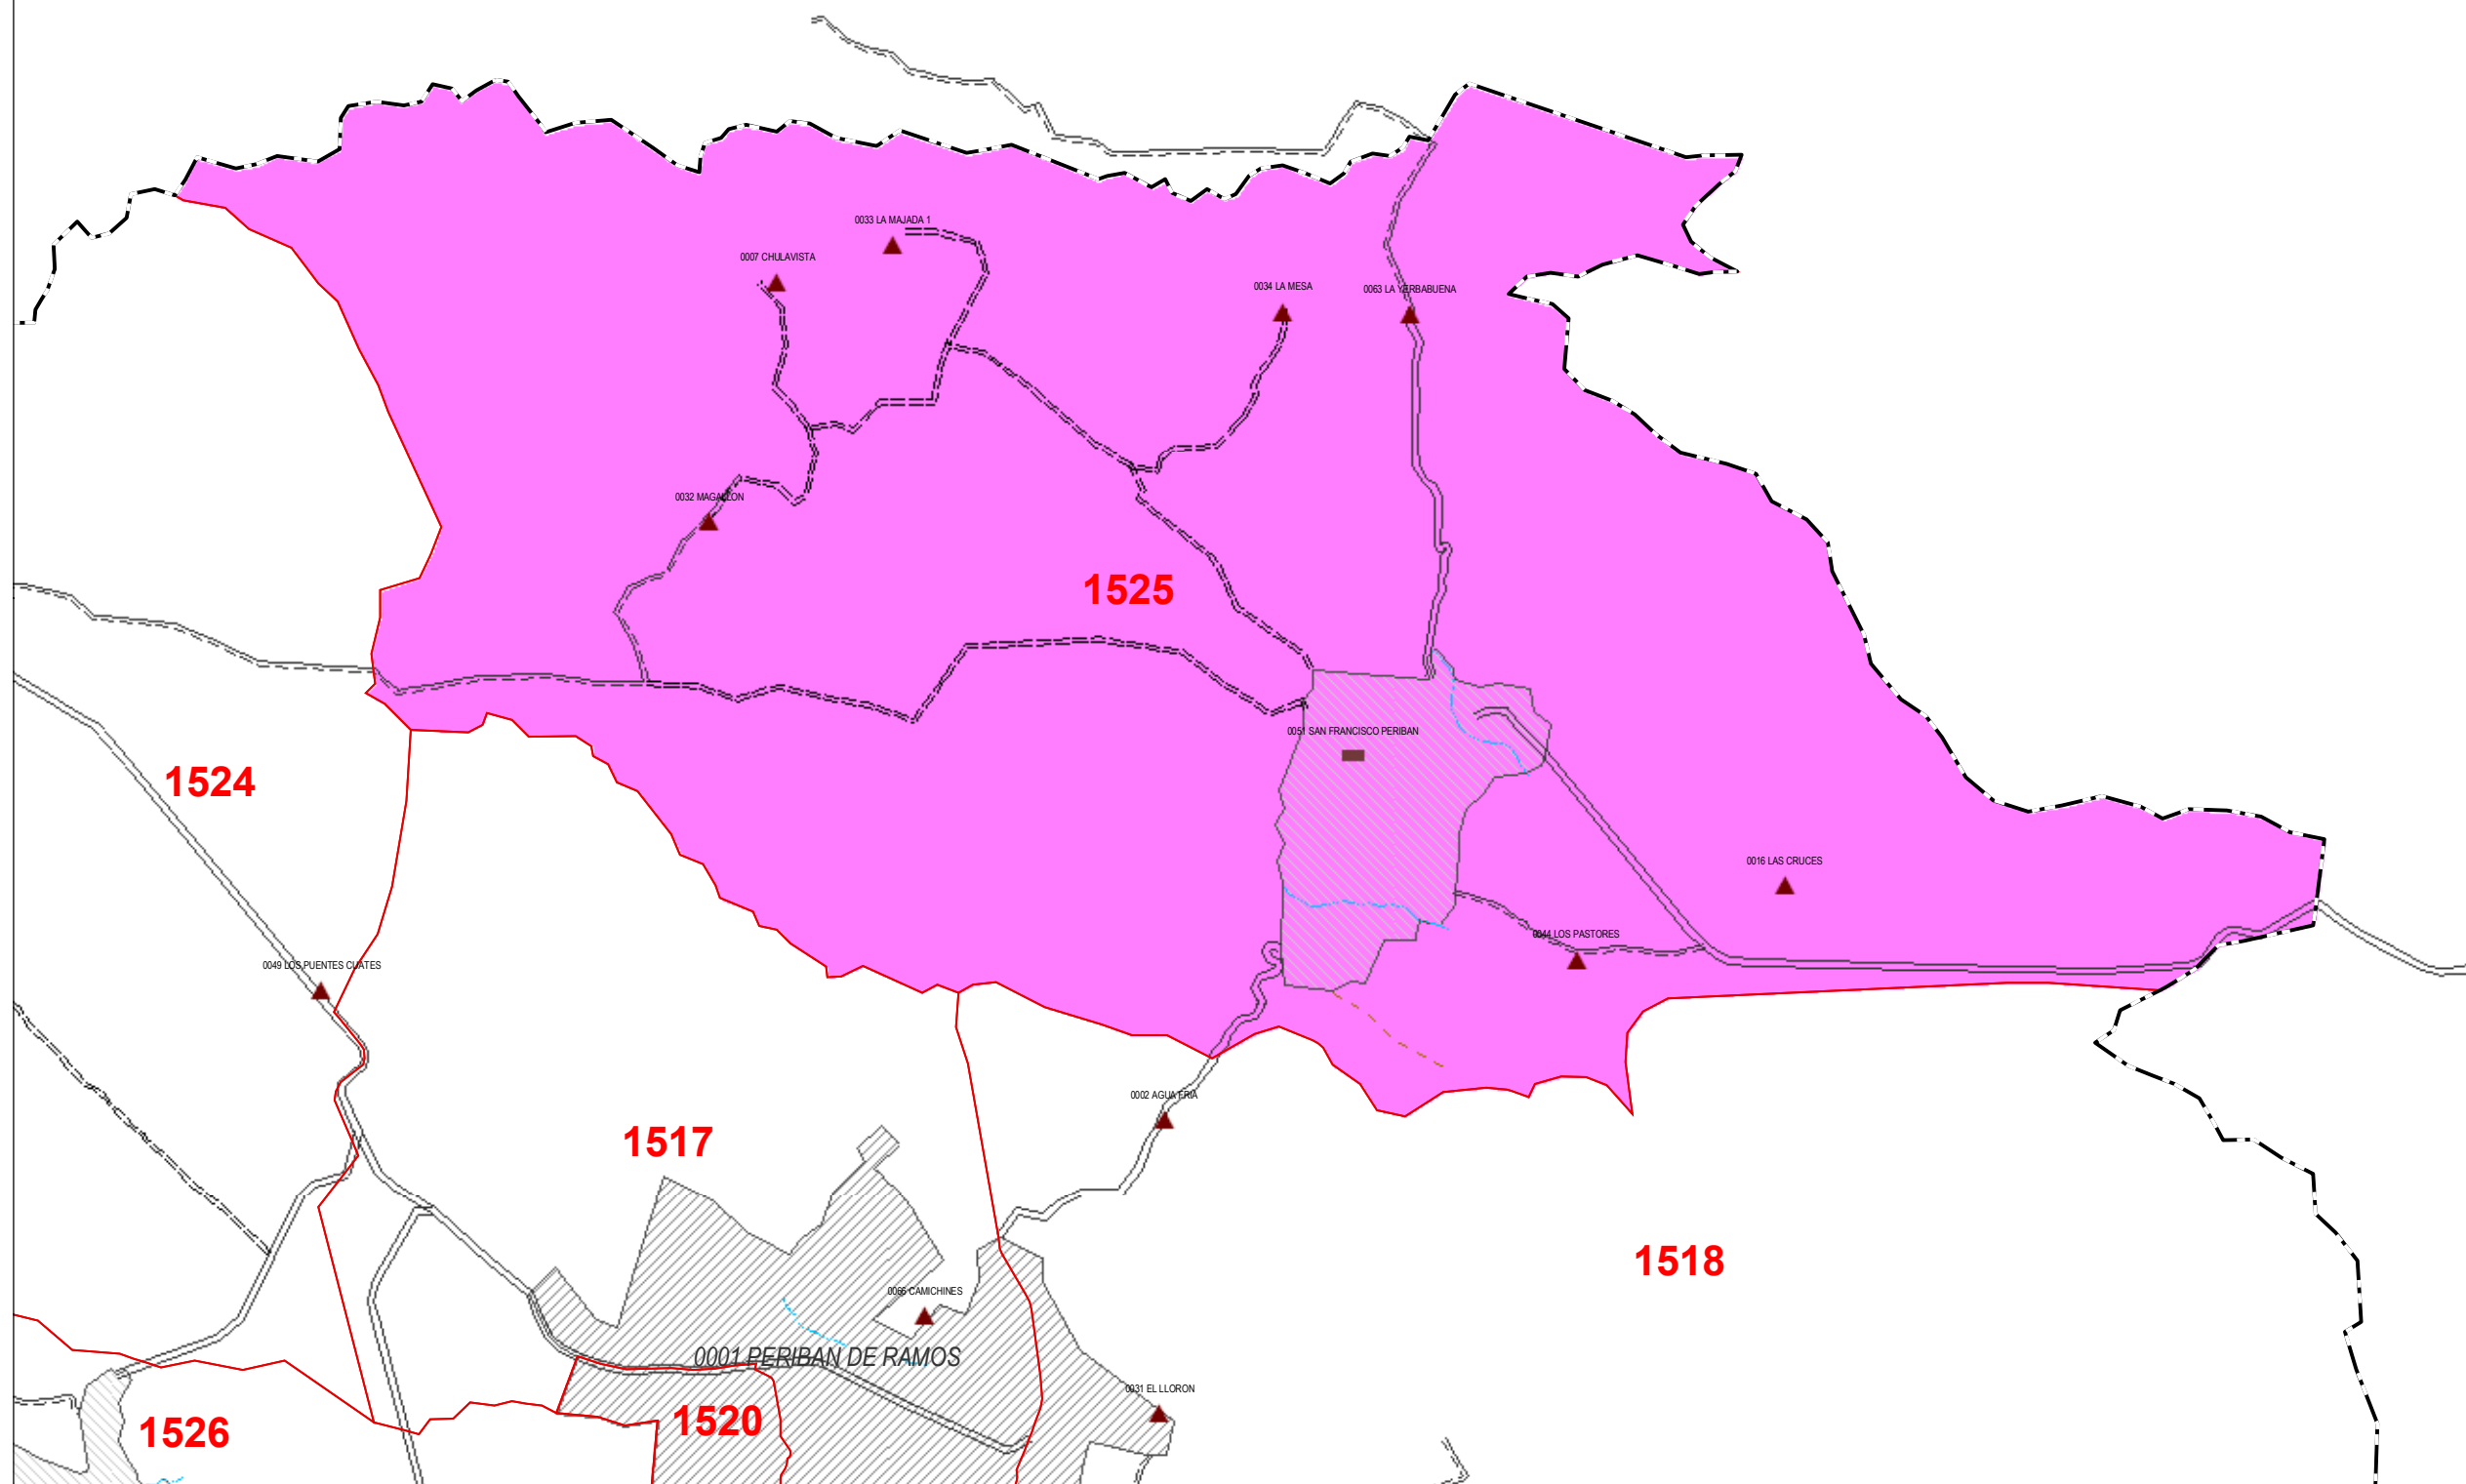 0033 LA MAJADA 1
0007 CHULAVISTA
0034 LA MESA
0063 LA YERBABUENA
0032 MAGALLON
1525
0051 SAN FRANCISCO PERIBAN
1524
0016 LAS CRUCES
0044 LOS PASTORES
0049 LOS PUENTES CUATES
0002 AGUA FRIA
1517
1518
0066 CAMICHINES
0001 PERIBAN DE RAMOS
0031 EL LLORON
1520
1526